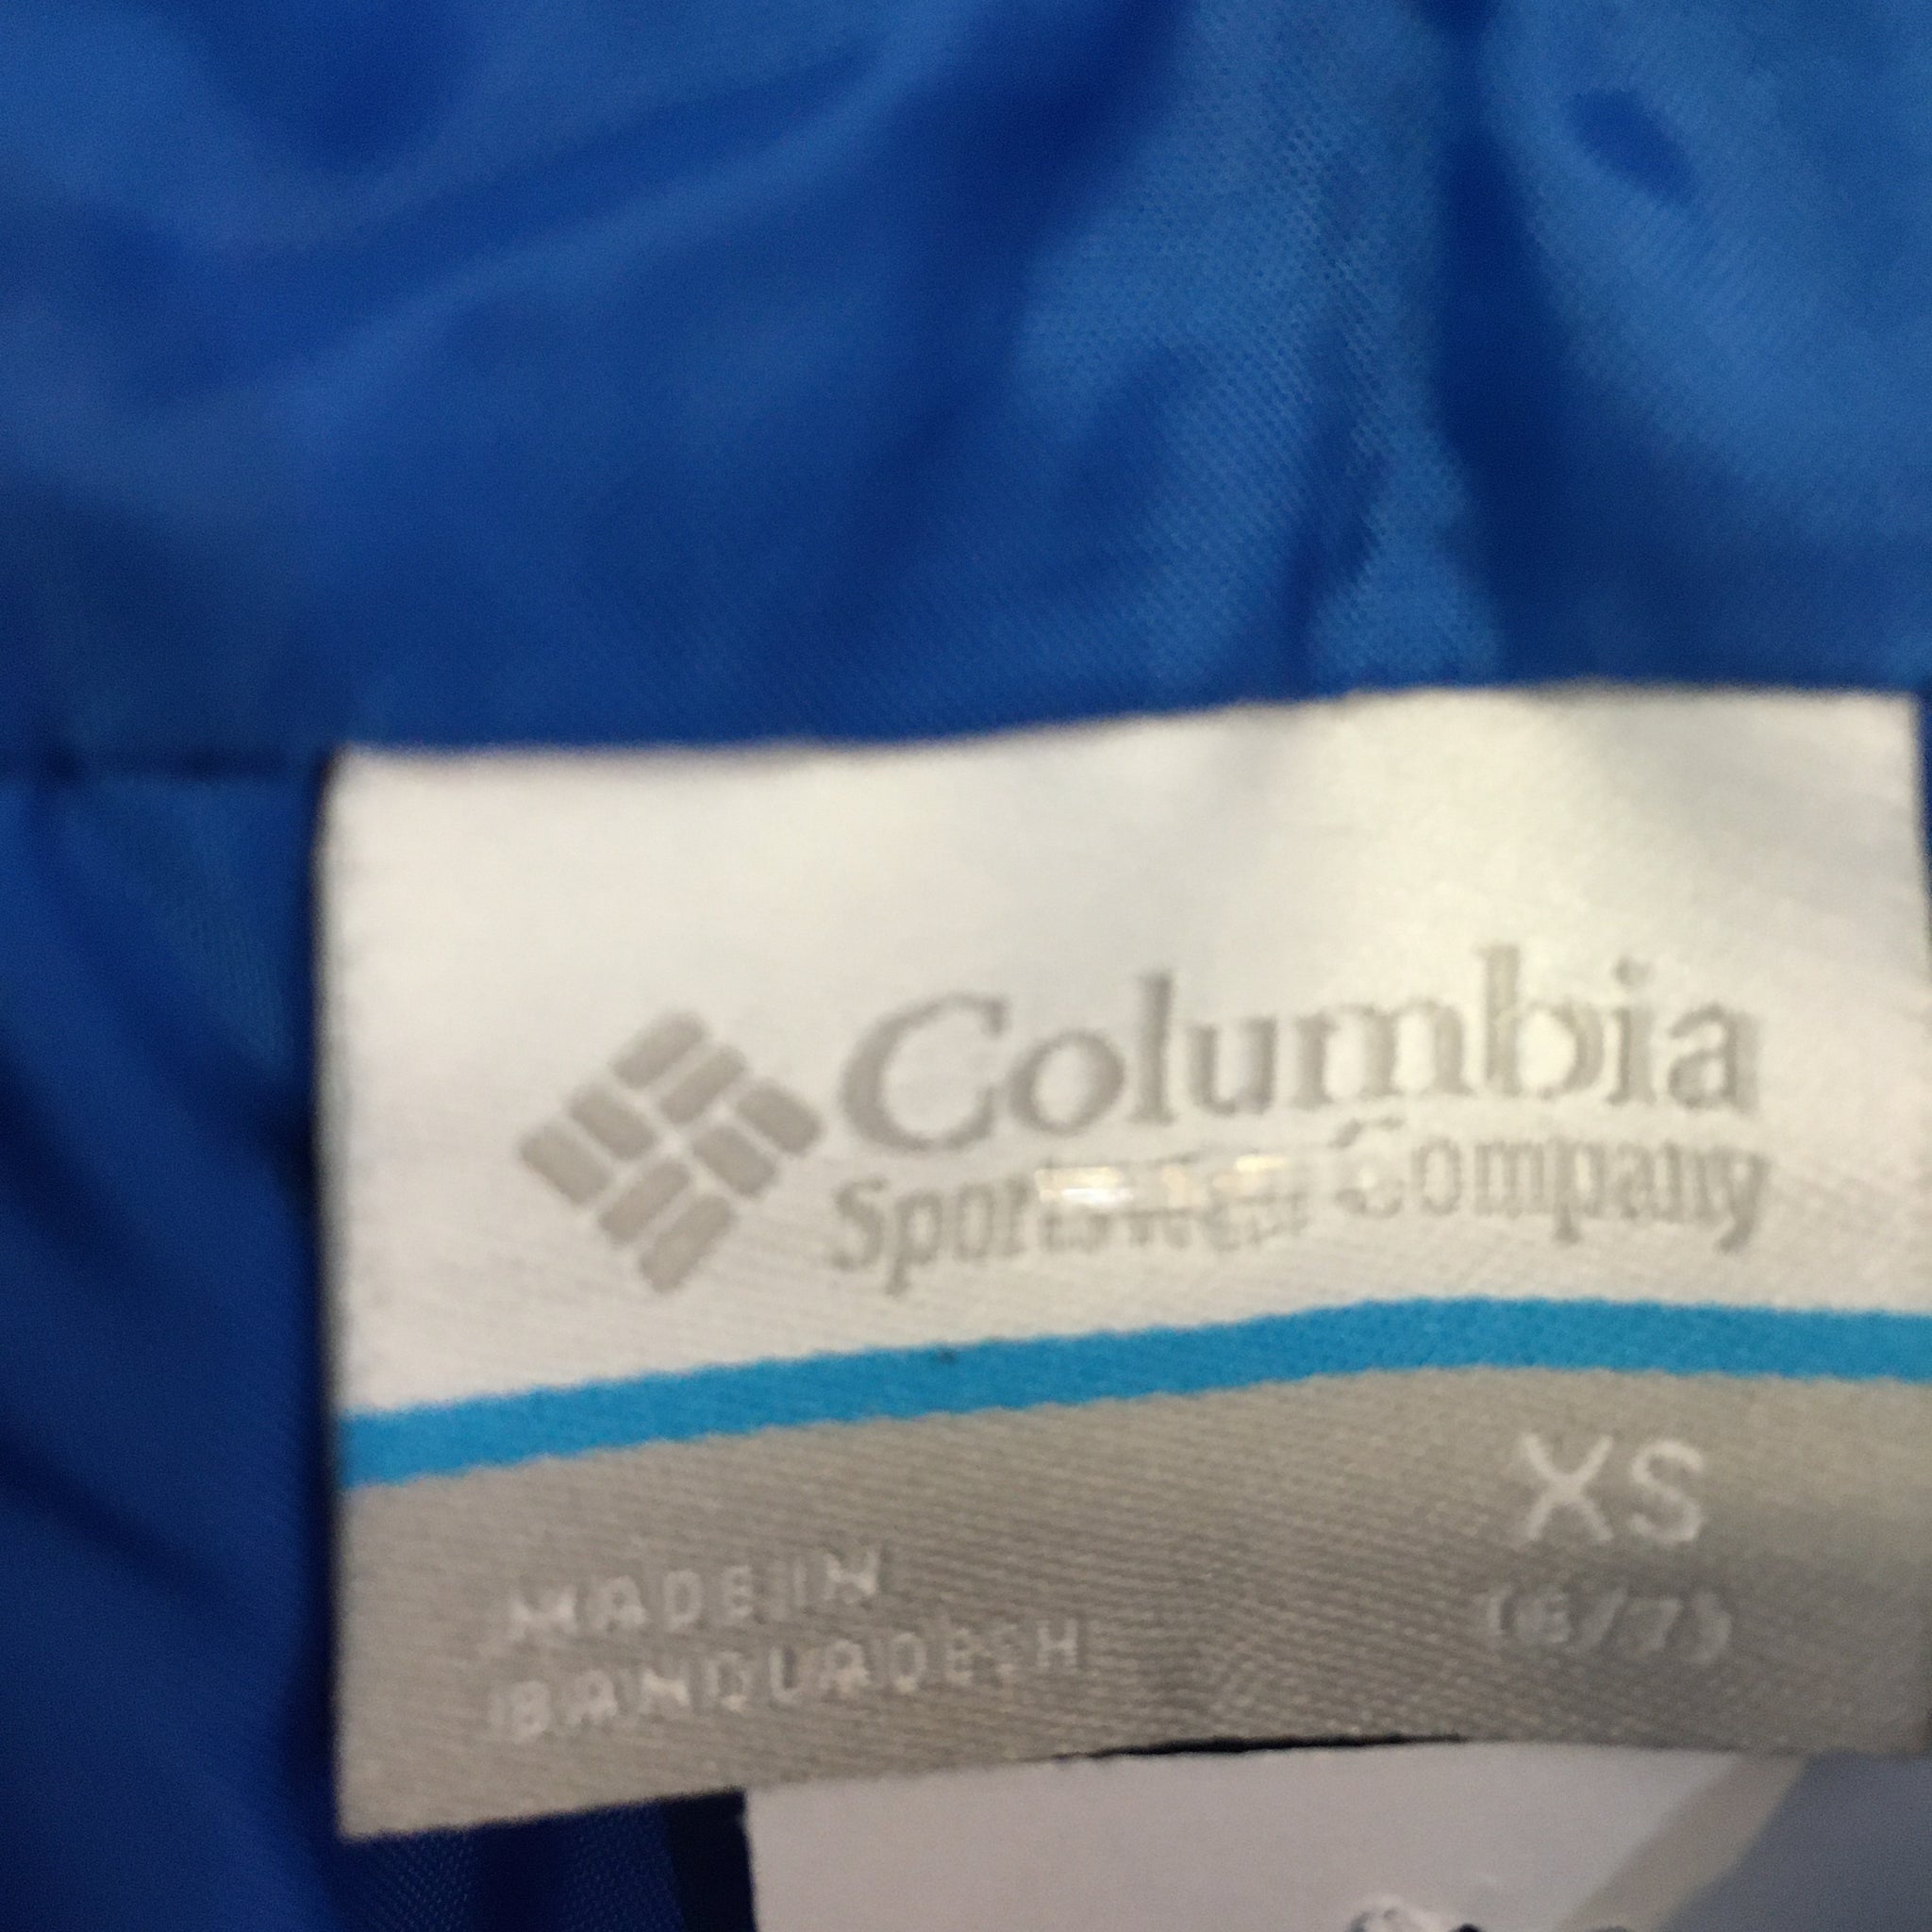 Columbia
Sportswear Company
XS
(6/7)
MADE IN
BANGLADESH